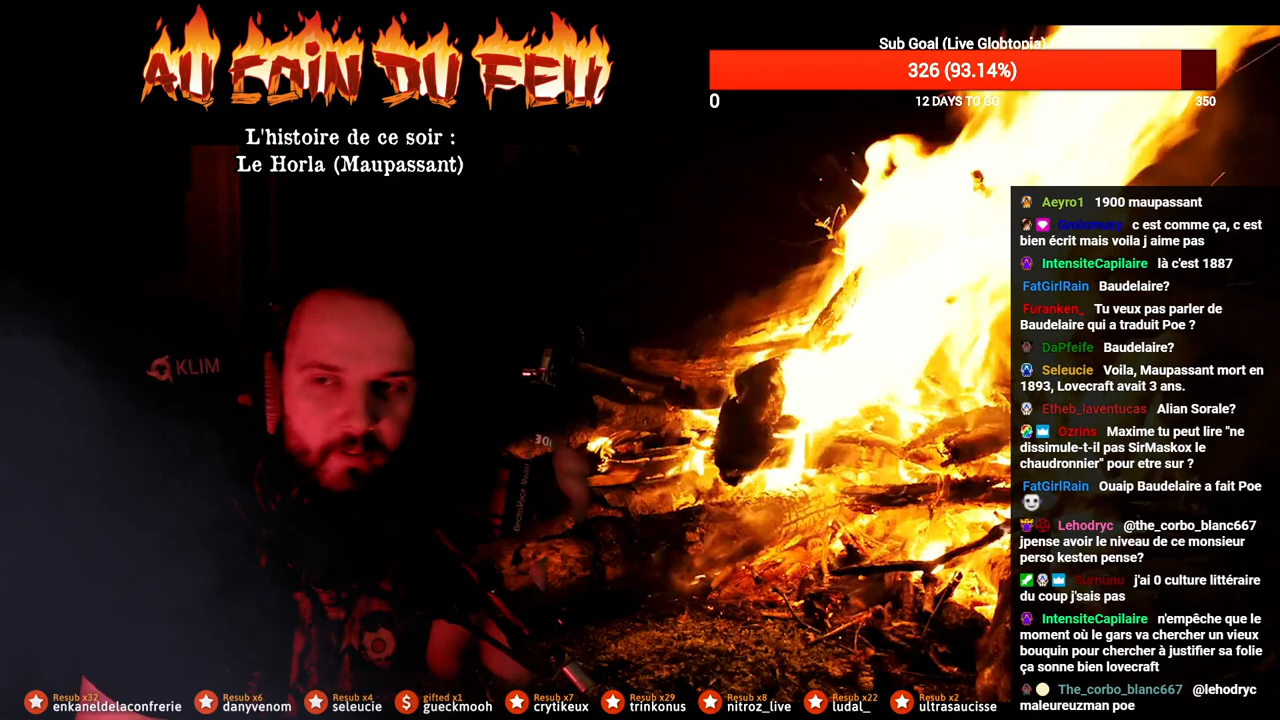 AU COIN DU FEU
L'histoire de ce soir :
Le Horla (Maupassant)
Sub Goal (Live Globtopia)
326 (93.14%)
0
12 DAYS TO GO
350
KLIM
Aeyro1 1900 maupassant
c est comme ça, c est
bien écrit mais voila j aime pas
IntensiteCapilaire là c'est 1887
FatGirlRain Baudelaire?
Furanken_ Tu veux pas parler de
Baudelaire qui a traduit Poe ?
DaPfeife Baudelaire?
Seleucie Voila, Maupassant mort en
1893, Lovecraft avait 3 ans.
Etheb_laventucas Alian Sorale?
Ozrins Maxime tu peut lire "ne
dissimule-t-il pas SirMaskox le
chaudronnier" pour etre sur ?
FatGirlRain Ouaip Baudelaire a fait Poe
Lehodryc @the_corbo_blanc667
jpense avoir le niveau de ce monsieur
perso kesten pense?
j'ai 0 culture littéraire
du coup j'sais pas
IntensiteCapilaire n'empêche que le
moment où le gars va chercher un vieux
bouquin pour chercher à justifier sa folie
ça sonne bien lovecraft
The_corbo_blanc667 @lehodryc
maleureuzman poe
Resub x32
enkaneldelaconfrerie
Resub x6
danyvenom
Resub x4
seleucie
gifted x1
gueckmooh
Resub x7
crytikeux
Resub x29
trinkonus
Resub x8
nitroz_live
Resub x22
ludal_
Resub x2
ultrasaucisse